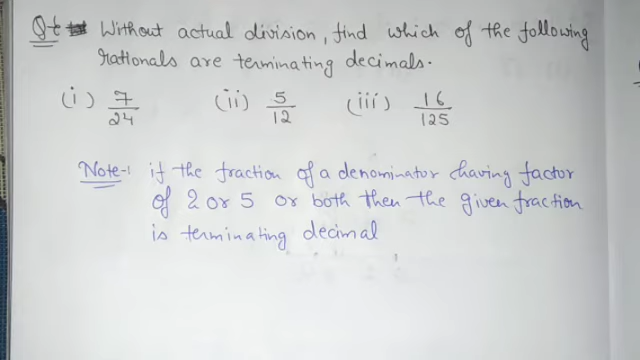 Q-1 Without actual division, find which of the following
rationals are terminating decimals.
(i) 7/24 (ii) 5/12 (iii) 16/125
Note-: if the fraction of a denominator having factor
of 2 or 5 or both then the given fraction
is terminating decimal